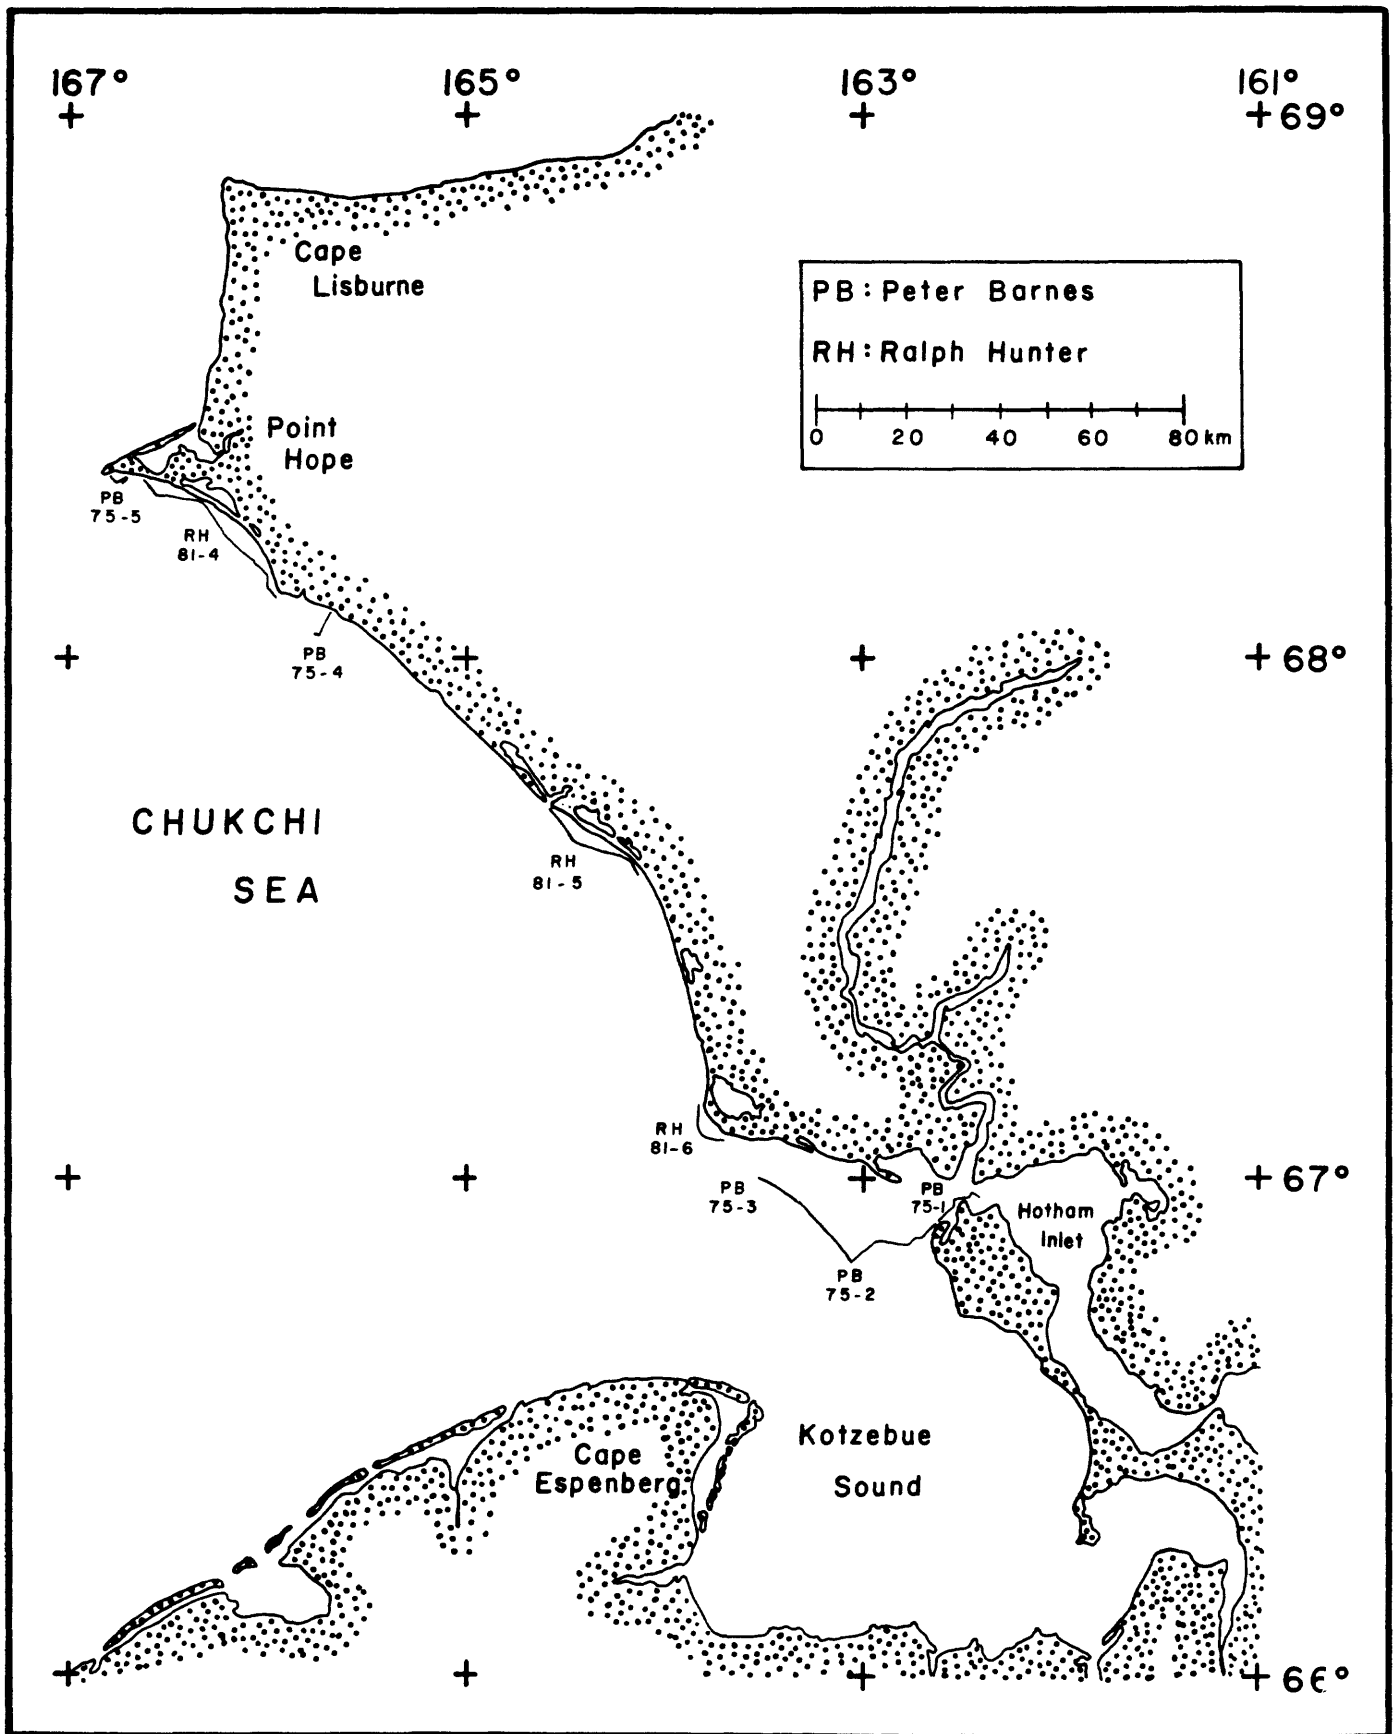 167° 165° 163° 161°
69°
Cape
Lisburne
PB: Peter Barnes
RH: Ralph Hunter
0 20 40 60 80 km
Point
Hope
PB
75-5
RH
81-4
PB
75-4
68°
CHUKCHI
SEA
RH
81-5
RH
81-6
67°
PB
75-3
PB
75-1
Hotham
Inlet
PB
75-2
Kotzebue
Sound
Cape
Espenberg
66°